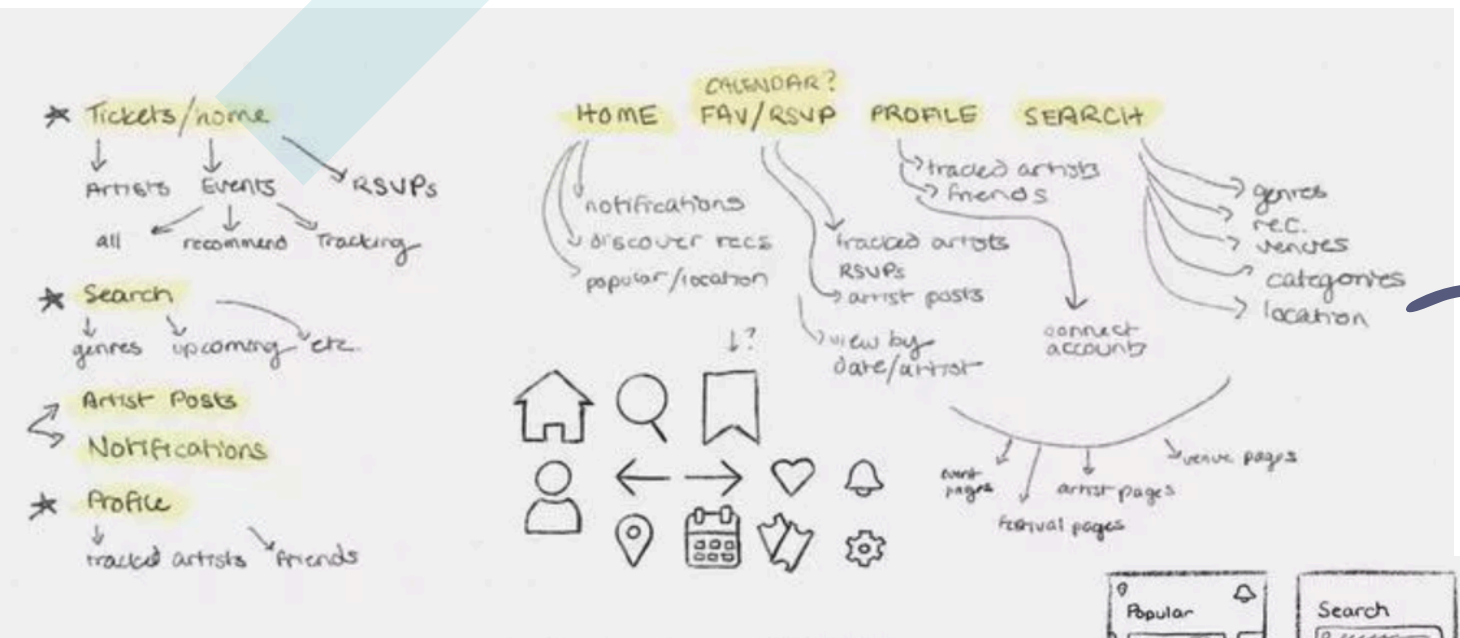 Tickets/home
Artists Events RSVPs
all recommend Tracking
Search
genres upcoming etc.
Artist Posts
Notifications
Profile
tracked artists friends
CALENDAR?
HOME FAV/RSVP PROFILE SEARCH
notifications
discover recs
popular/location
tracked artists
RSVPs
artist posts
view by
date/artist
tracked artists
friends
connect
accounts
genres
rec.
venues
categories
location
?
event
pages
festival pages
artist pages
venue pages
Popular
Search